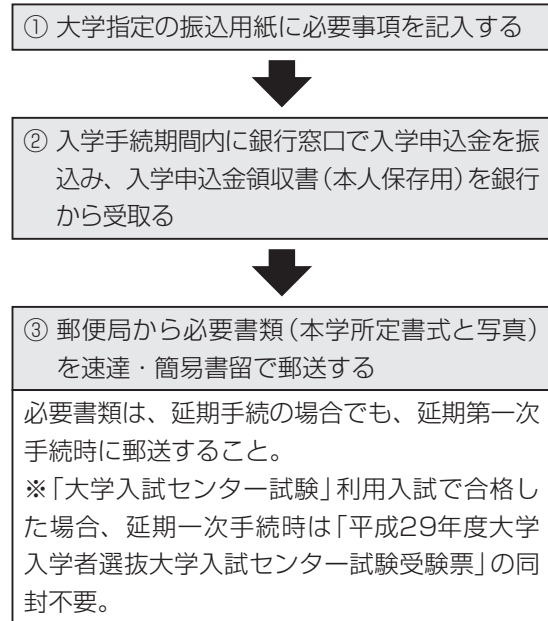 ① 大学指定の振込用紙に必要事項を記入する
② 入学手続期間内に銀行窓口で入学申込金を振
込み、入学申込金領収書(本人保存用)を銀行
から受取る
③ 郵便局から必要書類(本学所定書式と写真)
を速達・簡易書留で郵送する
必要書類は、延期手続の場合でも、延期第一次
手続時に郵送すること。
※「大学入試センター試験」利用入試で合格し
た場合、延期一次手続時は「平成29年度大学
入学者選抜大学入試センター試験受験票」の同
封不要。